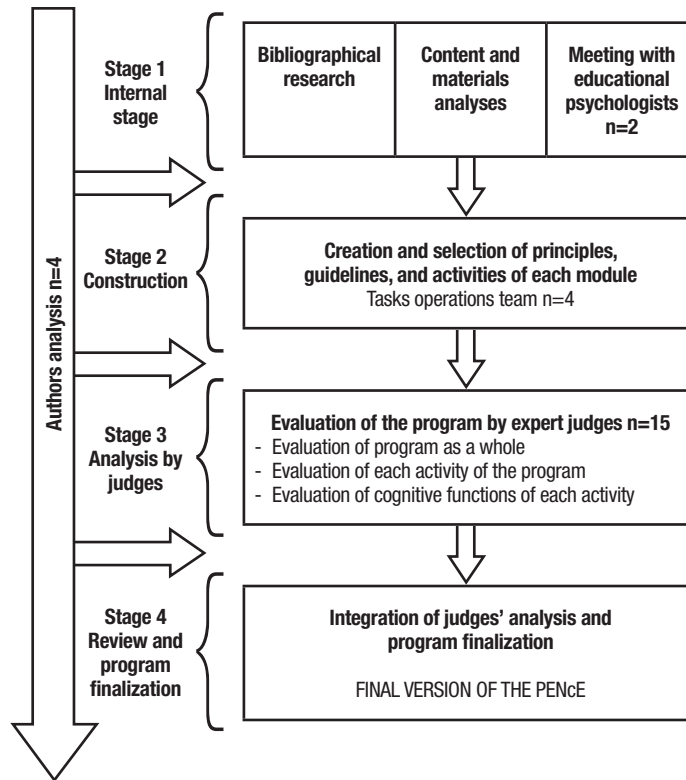 Authors analysis n=4
Stage 1
Internal
stage
Bibliographical
research
Content and
materials
analyses
Meeting with
educational
psychologists
n=2
Stage 2
Construction
Creation and selection of principles,
guidelines, and activities of each module
Tasks operations team n=4
Stage 3
Analysis by
judges
Evaluation of the program by expert judges n=15
- Evaluation of program as a whole
- Evaluation of each activity of the program
- Evaluation of cognitive functions of each activity
Stage 4
Review and
program
finalization
Integration of judges’ analysis and
program finalization
FINAL VERSION OF THE PENcE